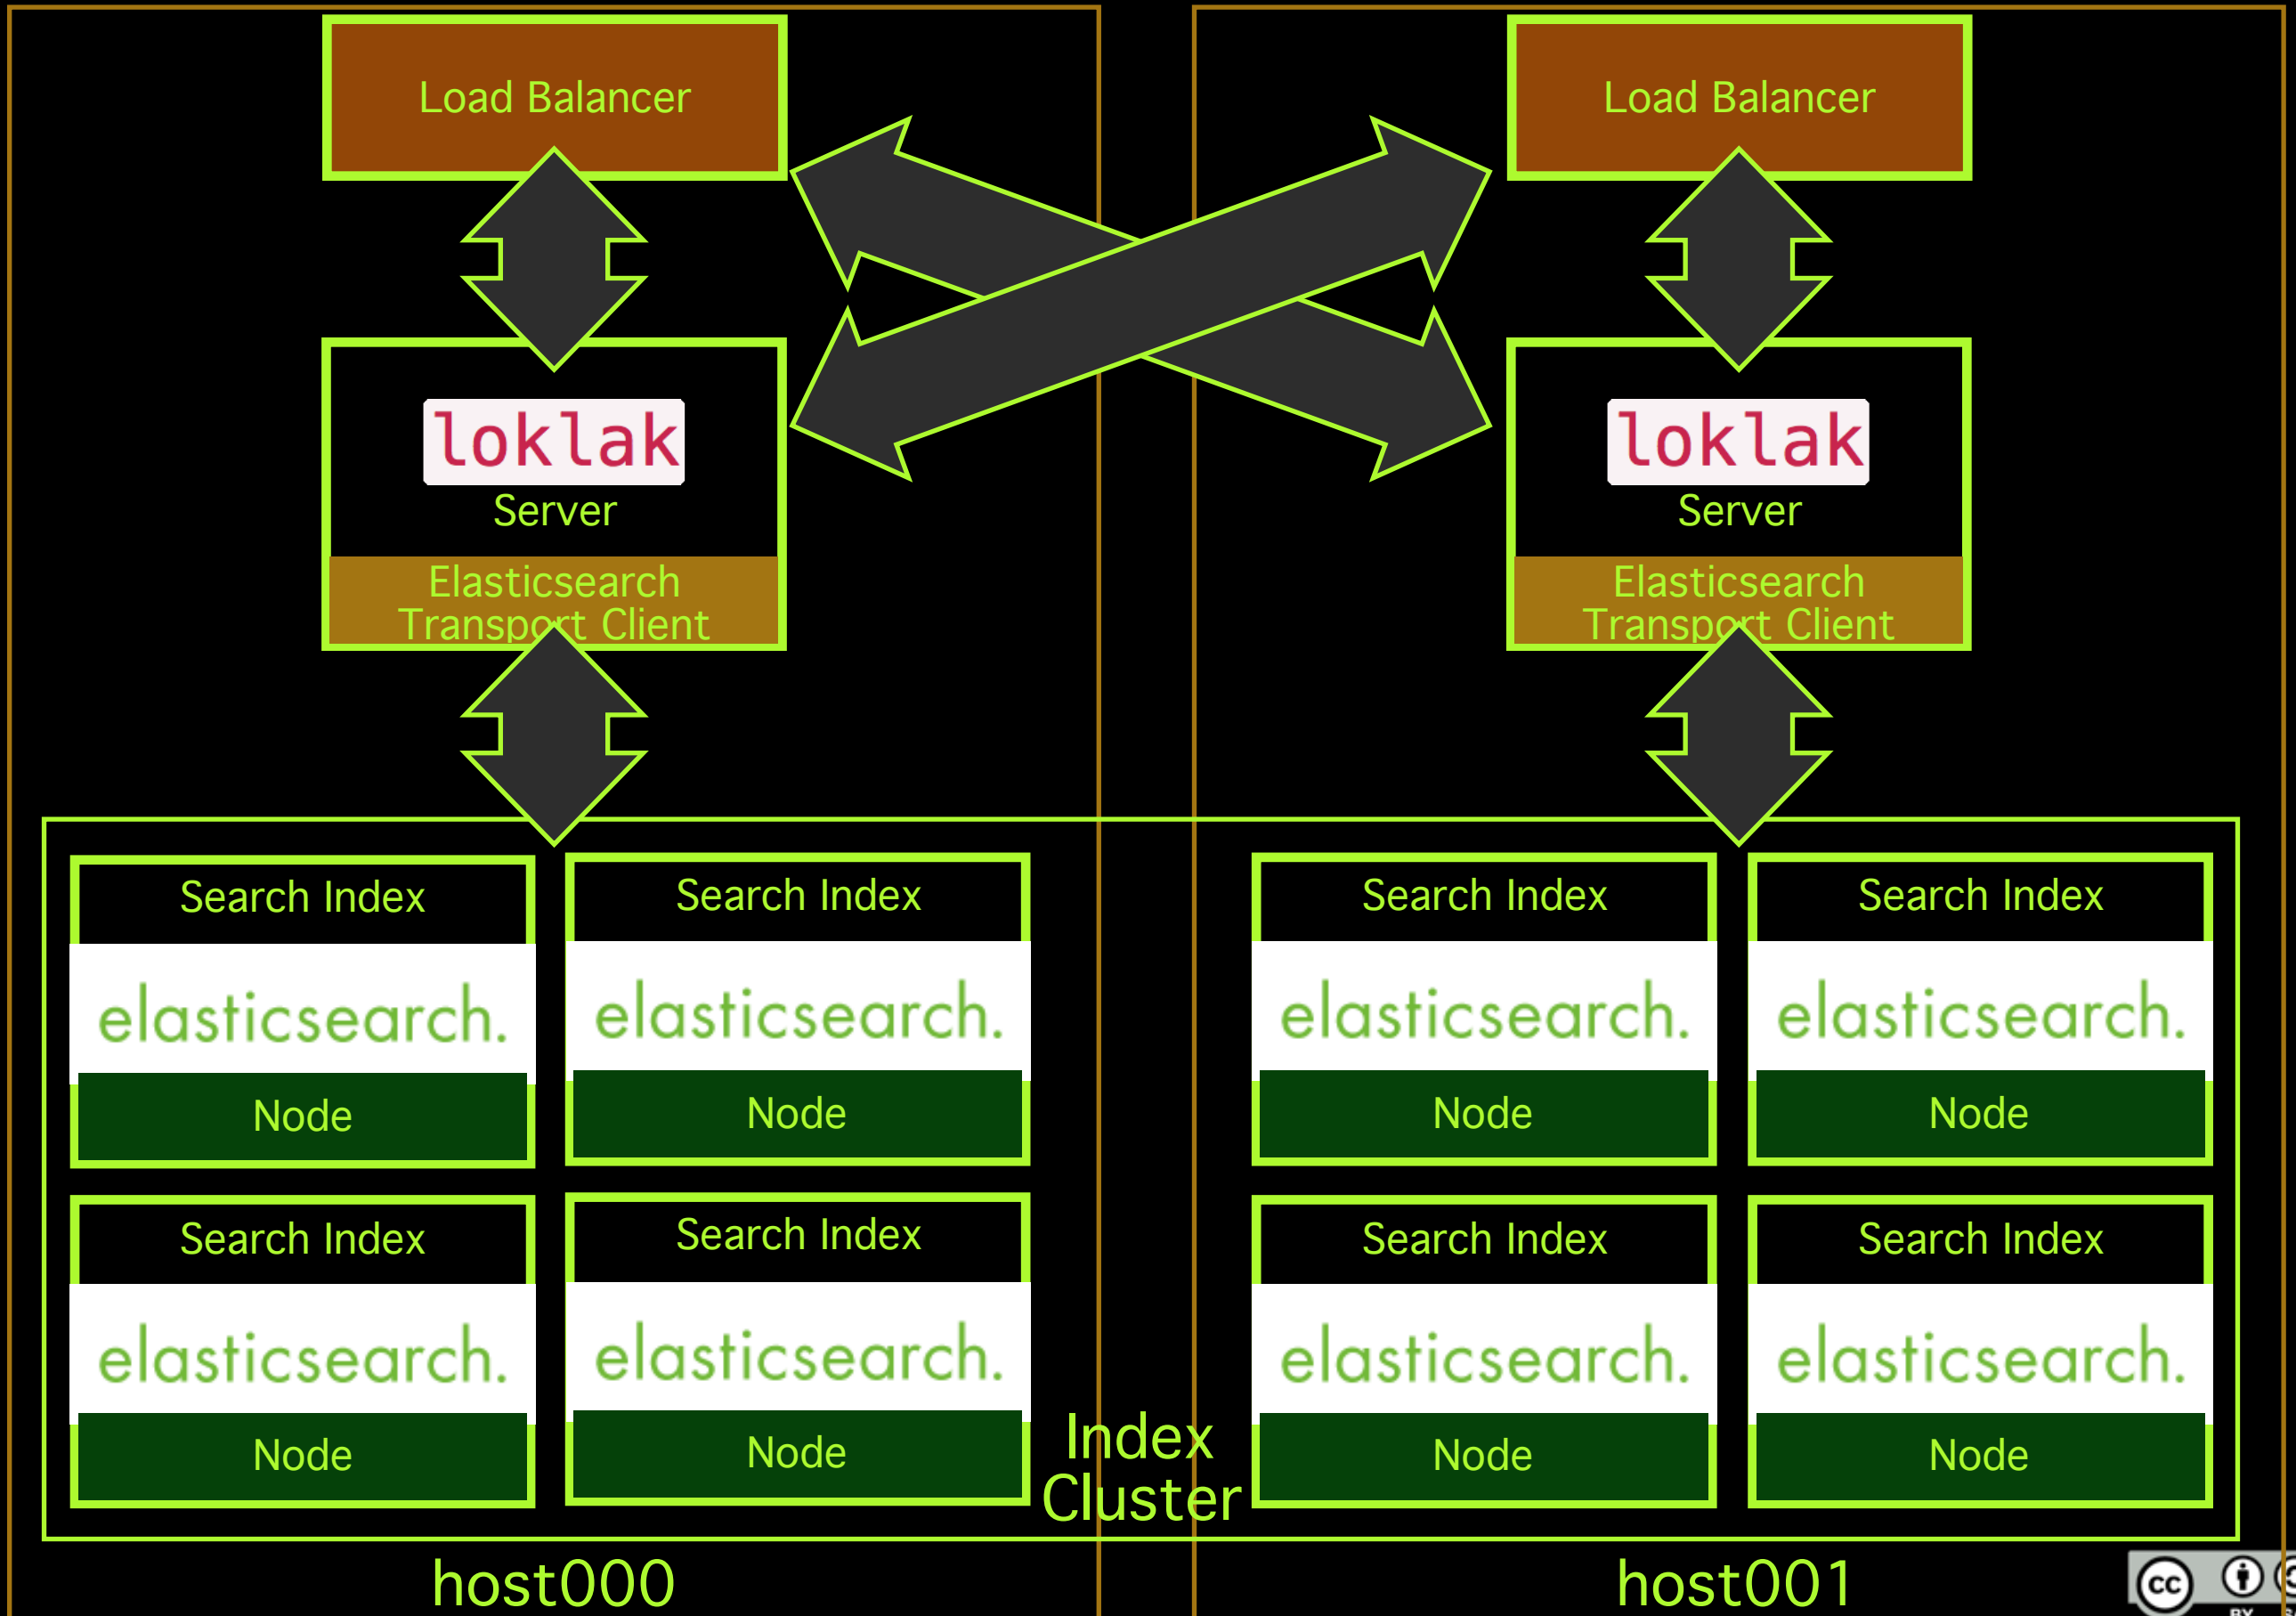 Load Balancer
Load Balancer
loklak
Server
Elasticsearch
Transport Client
loklak
Server
Elasticsearch
Transport Client
Search Index
elasticsearch.
Node
Search Index
elasticsearch.
Node
Search Index
elasticsearch.
Node
Search Index
elasticsearch.
Node
Search Index
elasticsearch.
Node
Search Index
elasticsearch.
Node
Search Index
elasticsearch.
Node
Search Index
elasticsearch.
Node
Index
Cluster
host000
host001
cc
BY